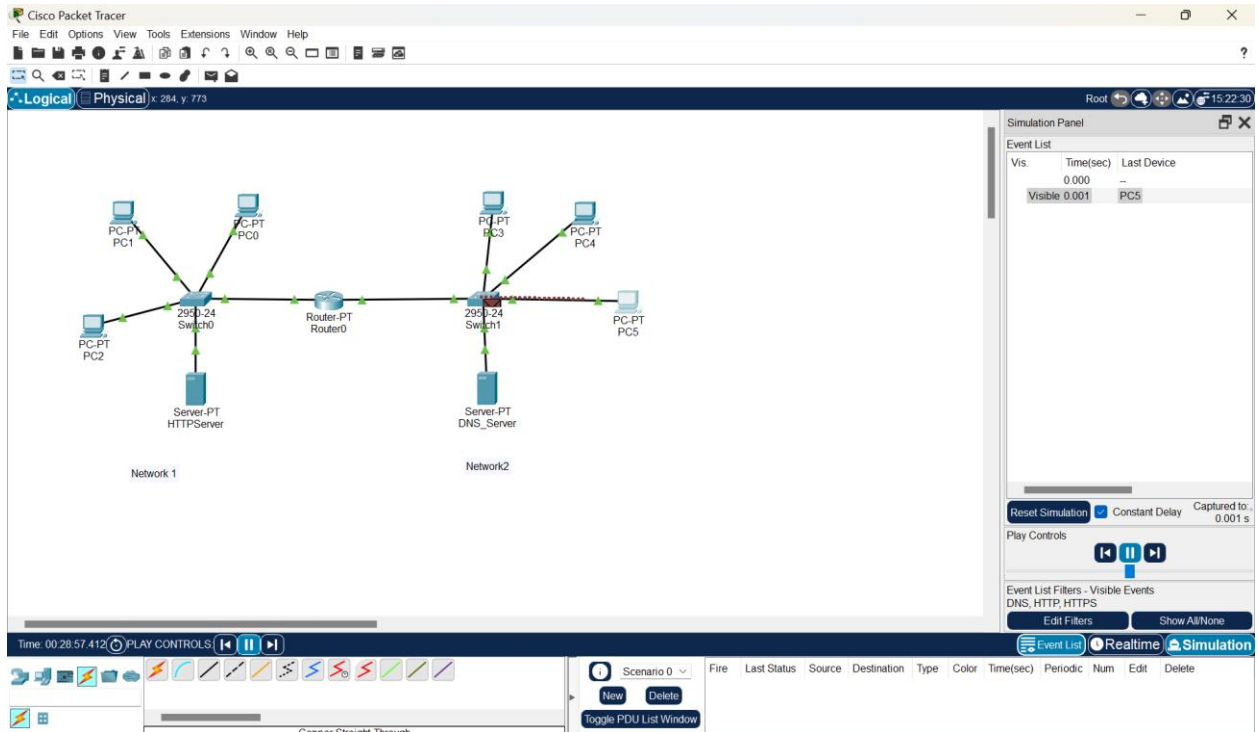 Cisco Packet Tracer
File Edit Options View Tools Extensions Window Help
?
Logical Physical x: 284, y: 773
Root 15:22:30
Simulation Panel
Event List
Vis. Time(sec) Last Device
0.000 --
Visible 0.001 PC5
PC-PT
PC1
PC-PT
PC0
PC-PT
PC3
PC-PT
PC4
2950-24
Switch0
Router-PT
Router0
2950-24
Switch1
PC-PT
PC5
PC-PT
PC2
Server-PT
HTTPServer
Server-PT
DNS_Server
Network 1
Network2
Reset Simulation Constant Delay Captured to:
0.001 s
Play Controls
Event List Filters - Visible Events
DNS, HTTP, HTTPS
Edit Filters Show All/None
Time: 00:28:57.412 PLAY CONTROLS:
Event List Realtime Simulation
Scenario 0
New Delete
Toggle PDU List Window
Fire Last Status Source Destination Type Color Time(sec) Periodic Num Edit Delete
Copper Straight-Through